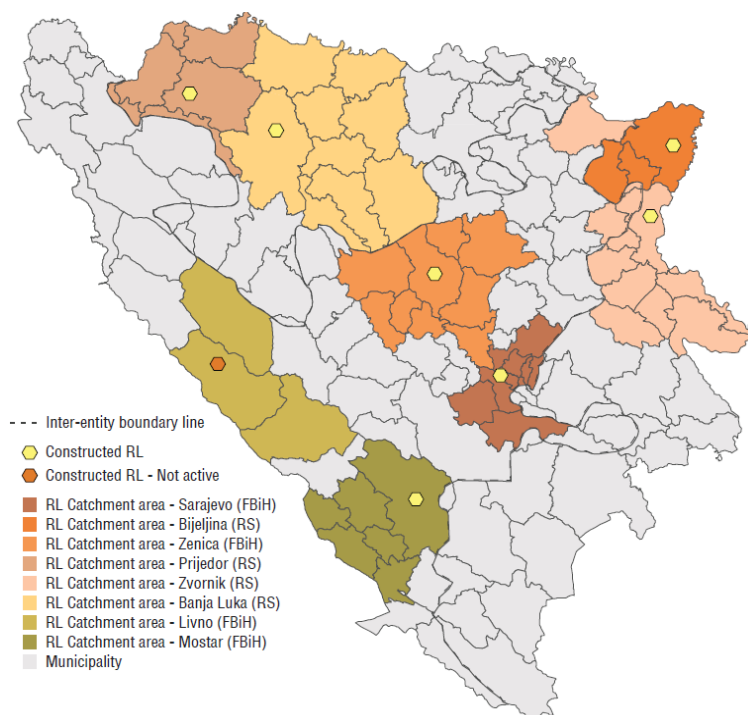 Inter-entity boundary line
Constructed RL
Constructed RL - Not active
RL Catchment area - Sarajevo (FBiH)
RL Catchment area - Bijeljina (RS)
RL Catchment area - Zenica (FBiH)
RL Catchment area - Prijedor (RS)
RL Catchment area - Zvornik (RS)
RL Catchment area - Banja Luka (RS)
RL Catchment area - Livno (FBiH)
RL Catchment area - Mostar (FBiH)
Municipality